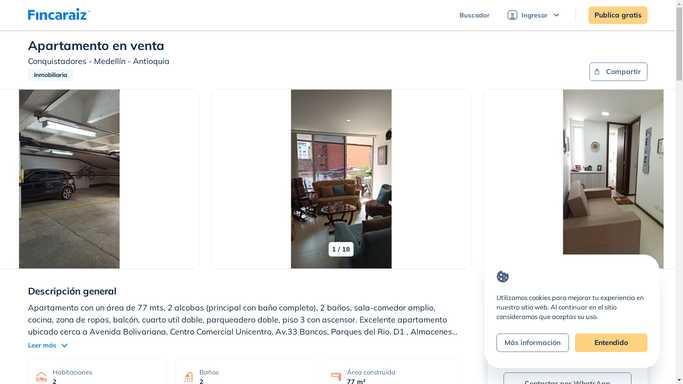 Fincaraiz
Buscador
Ingresar
Publica gratis
Apartamento en venta
Conquistadores - Medellín - Antioquia
Inmobiliaria
Compartir
1 / 18
Descripción general
Apartamento con un área de 77 mts, 2 alcobas (principal con baño completo), 2 baños, sala-comedor amplio,
cocina, zona de ropas, balcón, cuarto util doble, parqueadero doble, piso 3 con ascensor. Excelente apartamento
ubicado cerca a Avenida Bolivariana, Centro Comercial Unicentro, Av.33 Bancos, Parques del Rio, D1 , Almacenes...
Leer más
Utilizamos cookies para mejorar tu experiencia en
nuestro sitio web. Al continuar en el sitio
consideramos que aceptas su uso.
Más información
Entendido
Habitaciones
2
Baños
2
Área construida
77 m²
Contactar por WhatsApp